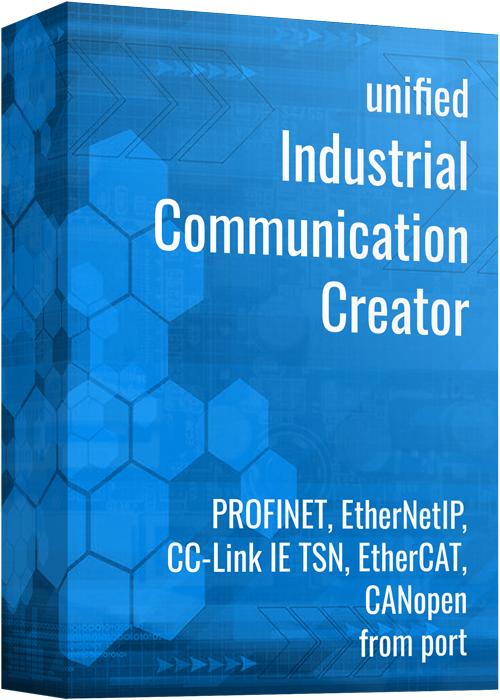 unified
Industrial
Communication
Creator
PROFINET, EtherNetIP,
CC-Link IE TSN, EtherCAT,
CANopen
from port